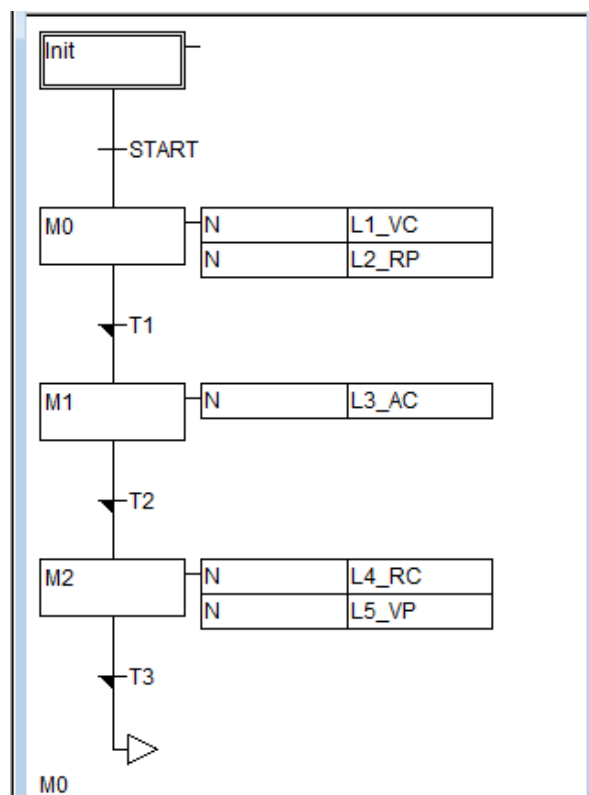 Init
START
M0 N L1_VC
N L2_RP
T1
M1 N L3_AC
T2
M2 N L4_RC
N L5_VP
T3
M0